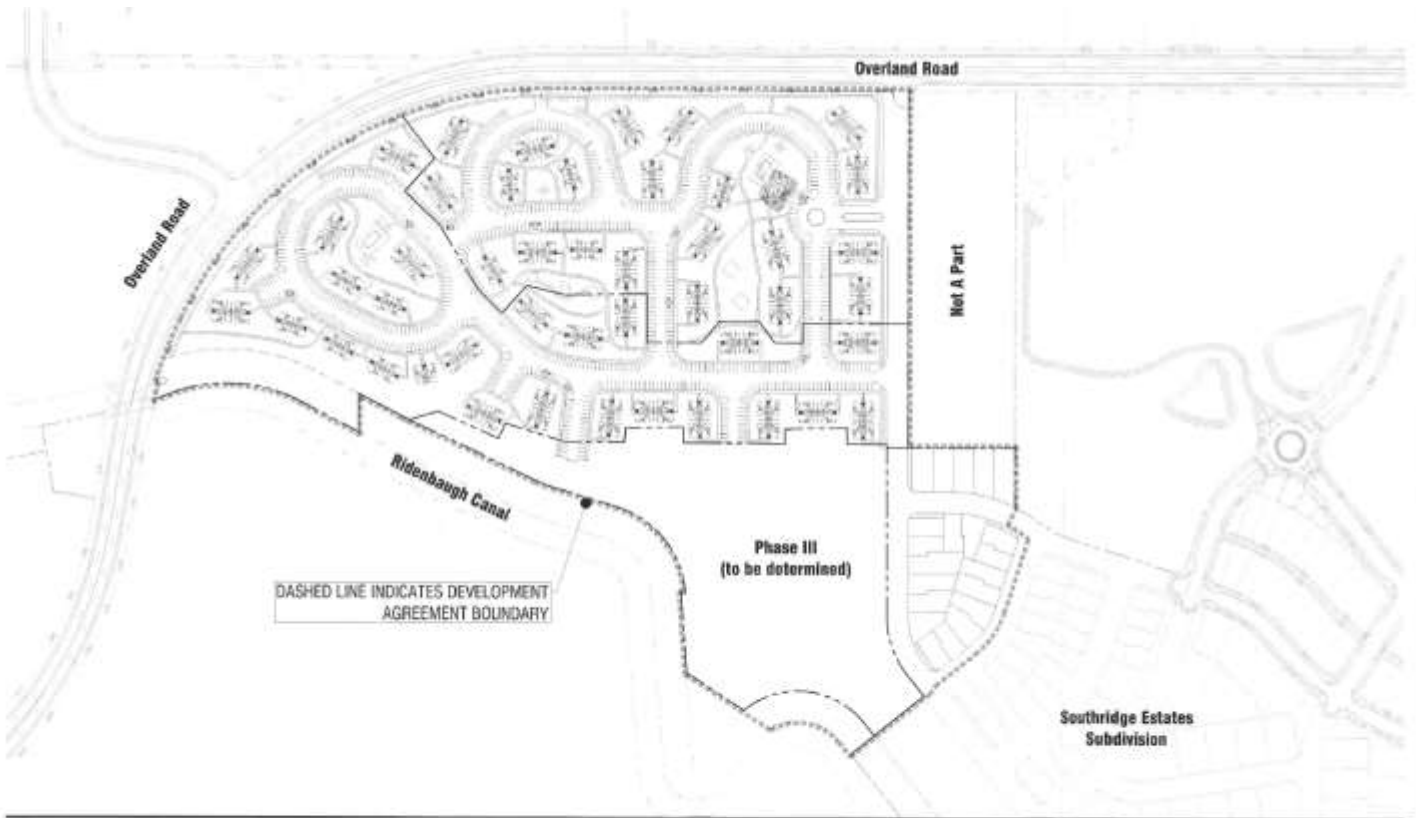 Overland Road
Overland Road
Not A Part
Ridenbaugh Canal
Phase III
(to be determined)
DASHED LINE INDICATES DEVELOPMENT
AGREEMENT BOUNDARY
Southridge Estates
Subdivision